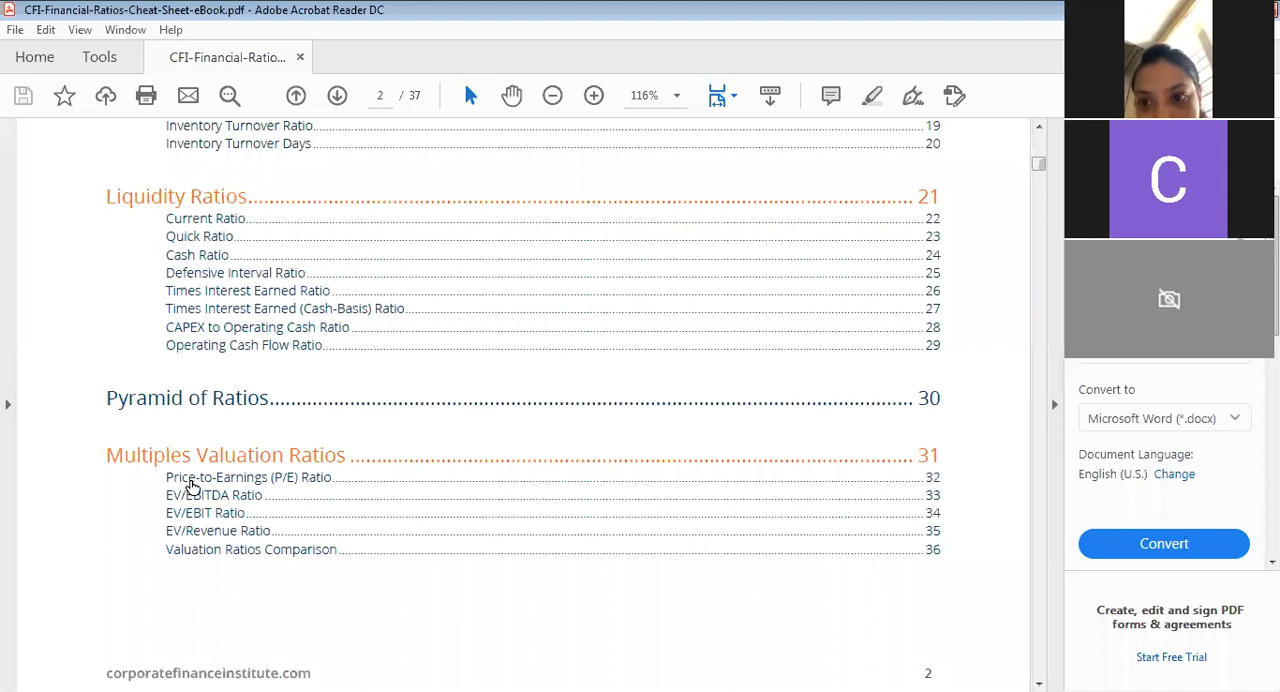 CFI-Financial-Ratios-Cheat-Sheet-eBook.pdf - Adobe Acrobat Reader DC
File Edit View Window Help
Home Tools CFI-Financial-Ratio... ×
2 / 37 116%
Inventory Turnover Ratio 19
Inventory Turnover Days 20
Liquidity Ratios 21
Current Ratio 22
Quick Ratio 23
Cash Ratio 24
Defensive Interval Ratio 25
Times Interest Earned Ratio 26
Times Interest Earned (Cash-Basis) Ratio 27
CAPEX to Operating Cash Ratio 28
Operating Cash Flow Ratio 29
Pyramid of Ratios 30
Multiples Valuation Ratios 31
Price-to-Earnings (P/E) Ratio 32
EV/EBITDA Ratio 33
EV/EBIT Ratio 34
EV/Revenue Ratio 35
Valuation Ratios Comparison 36
corporatefinanceinstitute.com 2
C
Convert to
Microsoft Word (*.docx)
Document Language:
English (U.S.) Change
Convert
Create, edit and sign PDF
forms & agreements
Start Free Trial